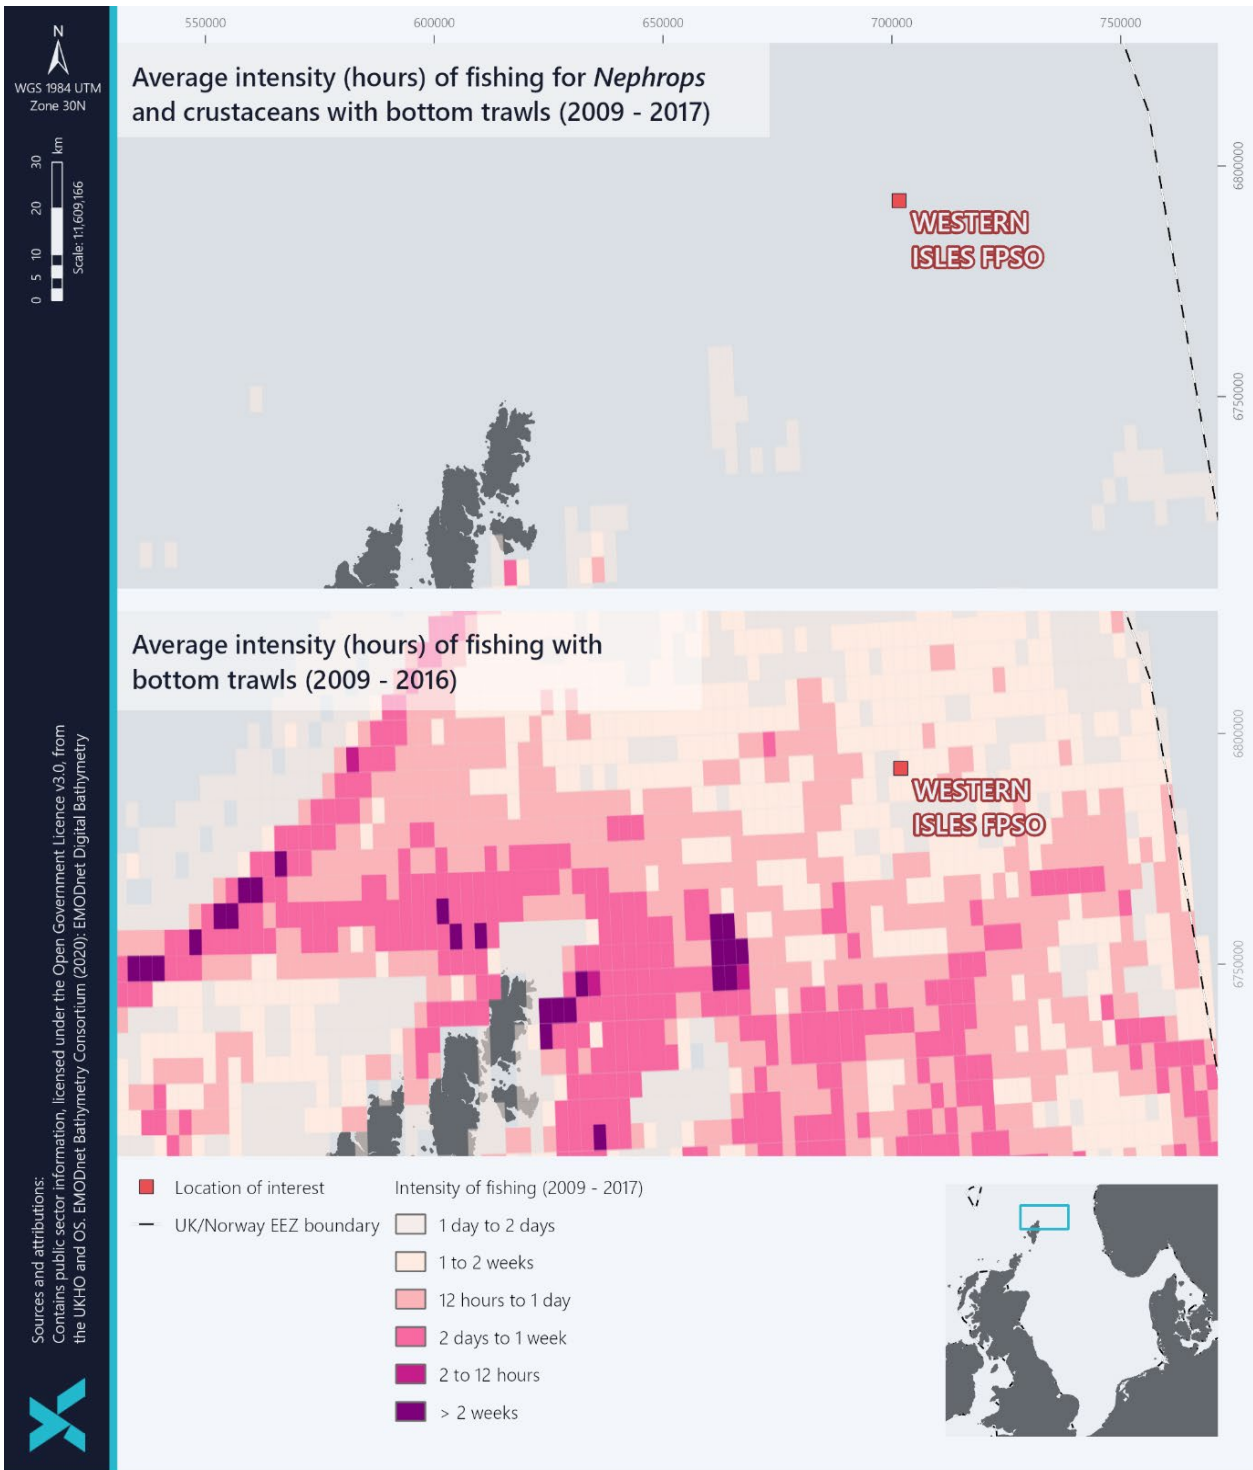 N
WGS 1984 UTM
Zone 30N
0 5 10 20 30 km
Scale: 1:1,609,166
Sources and attributions:
Contains public sector information, licensed under the Open Government Licence v3.0, from
the UKHO and OS. EMODnet Bathymetry Consortium (2020): EMODnet Digital Bathymetry
550000 600000 650000 700000 750000
Average intensity (hours) of fishing for Nephrops
and crustaceans with bottom trawls (2009 - 2017)
6800000
WESTERN
ISLES FPSO
6750000
Average intensity (hours) of fishing with
bottom trawls (2009 - 2016)
6800000
WESTERN
ISLES FPSO
6750000
Location of interest
UK/Norway EEZ boundary
Intensity of fishing (2009 - 2017)
1 day to 2 days
1 to 2 weeks
12 hours to 1 day
2 days to 1 week
2 to 12 hours
> 2 weeks